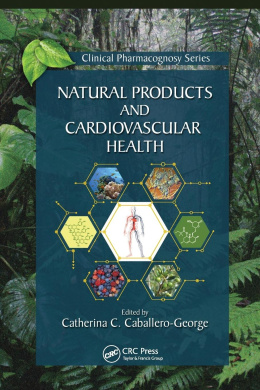 Clinical Pharmacognosy Series
NATURAL PRODUCTS
AND
CARDIOVASCULAR
HEALTH
Edited by
Catherina C. Caballero-George
CRC Press
Taylor & Francis Group